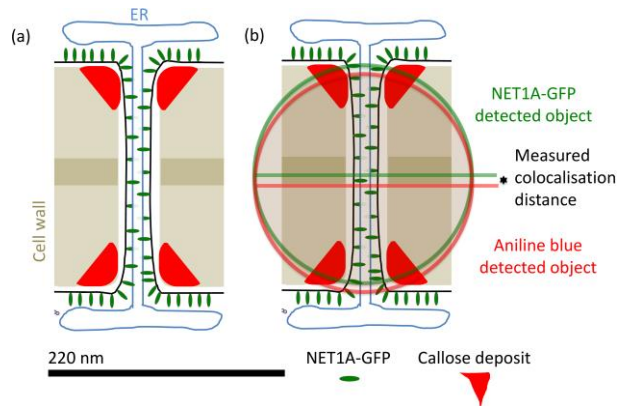 ER
(a)
(b)
NET1A-GFP
detected object
Measured
colocalisation
distance
Cell wall
Aniline blue
detected object
220 nm
NET1A-GFP
Callose deposit